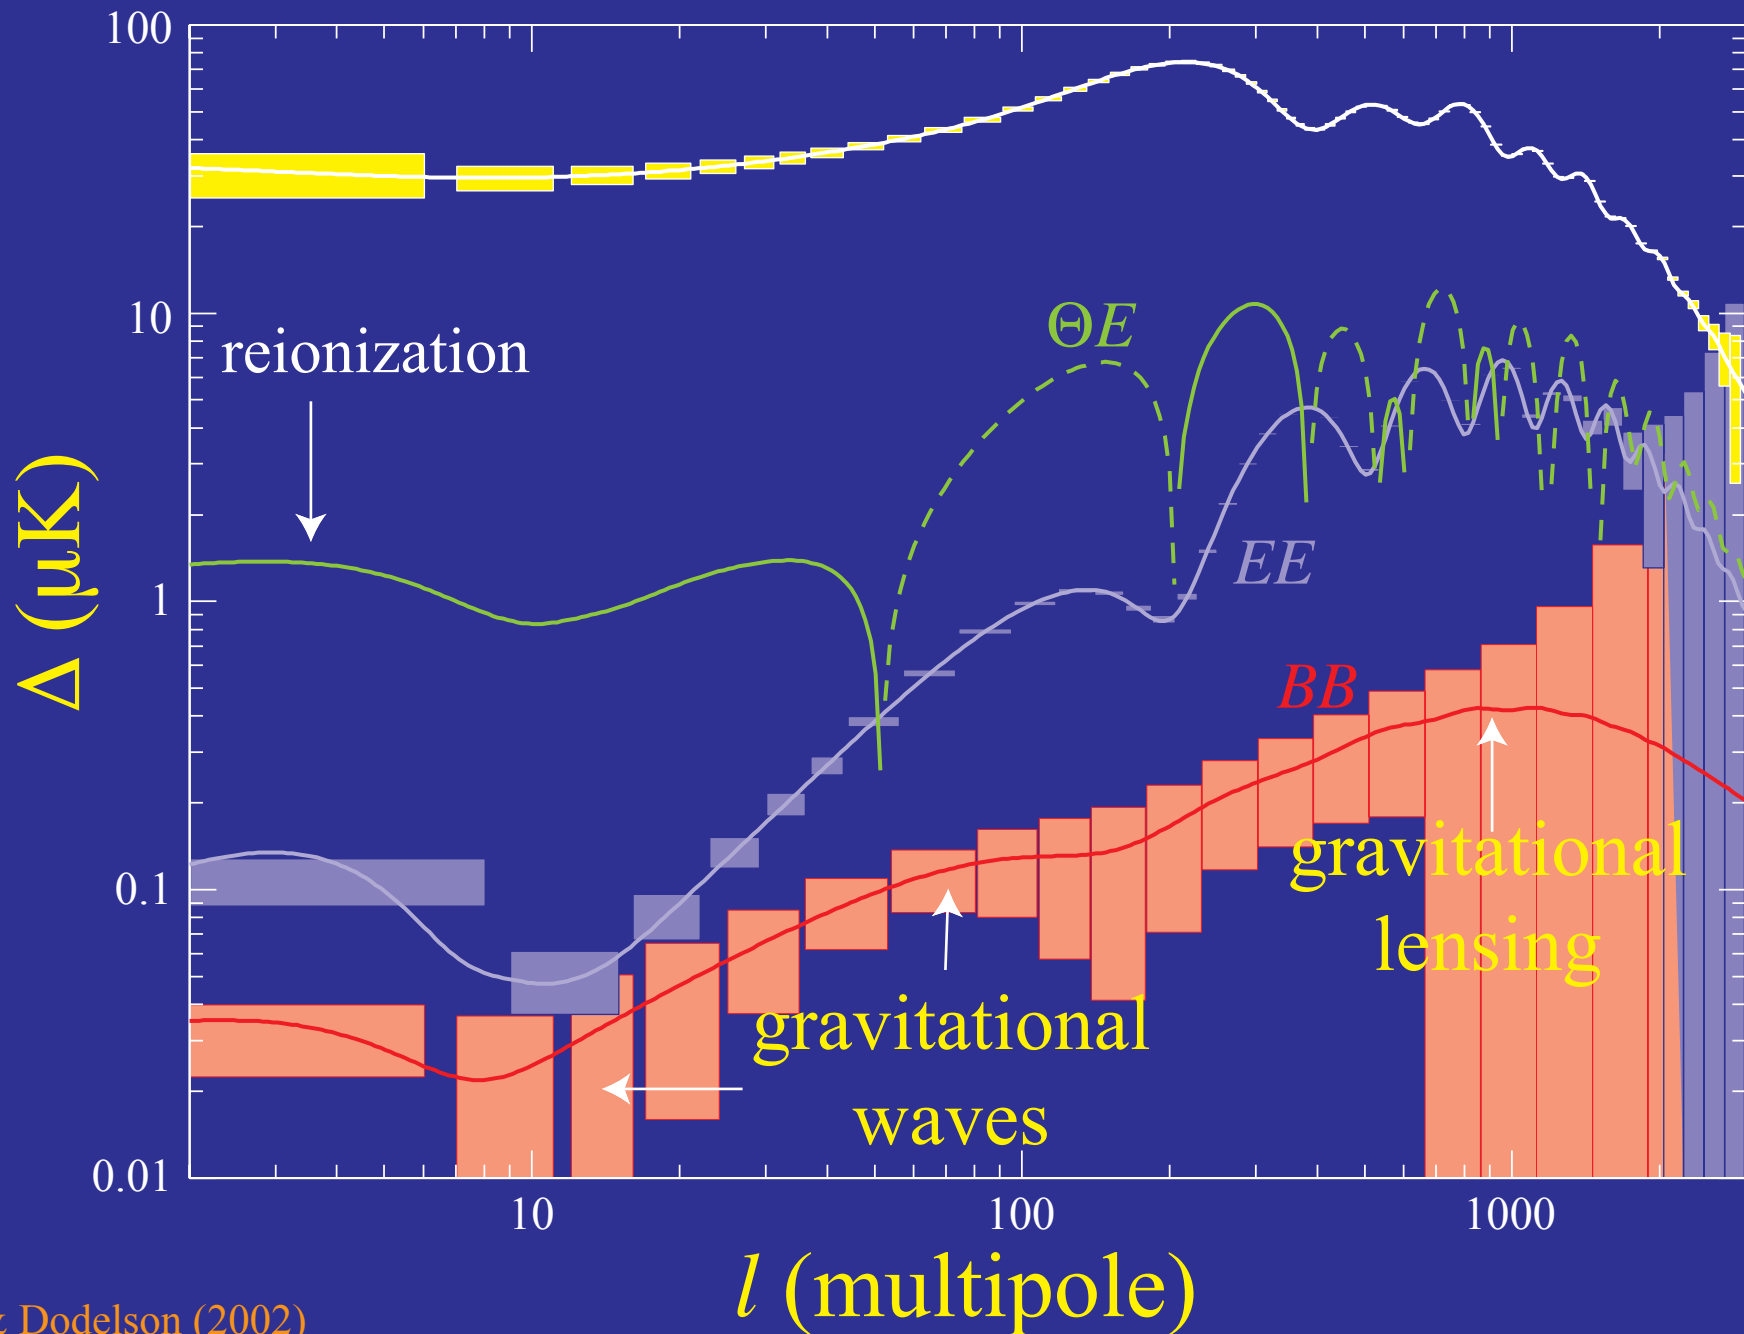 100
10
1
0.1
0.01
Δ (μK)
reionization
ΘE
EE
BB
gravitational
lensing
gravitational
waves
10
100
1000
l (multipole)
& Dodelson (2002)